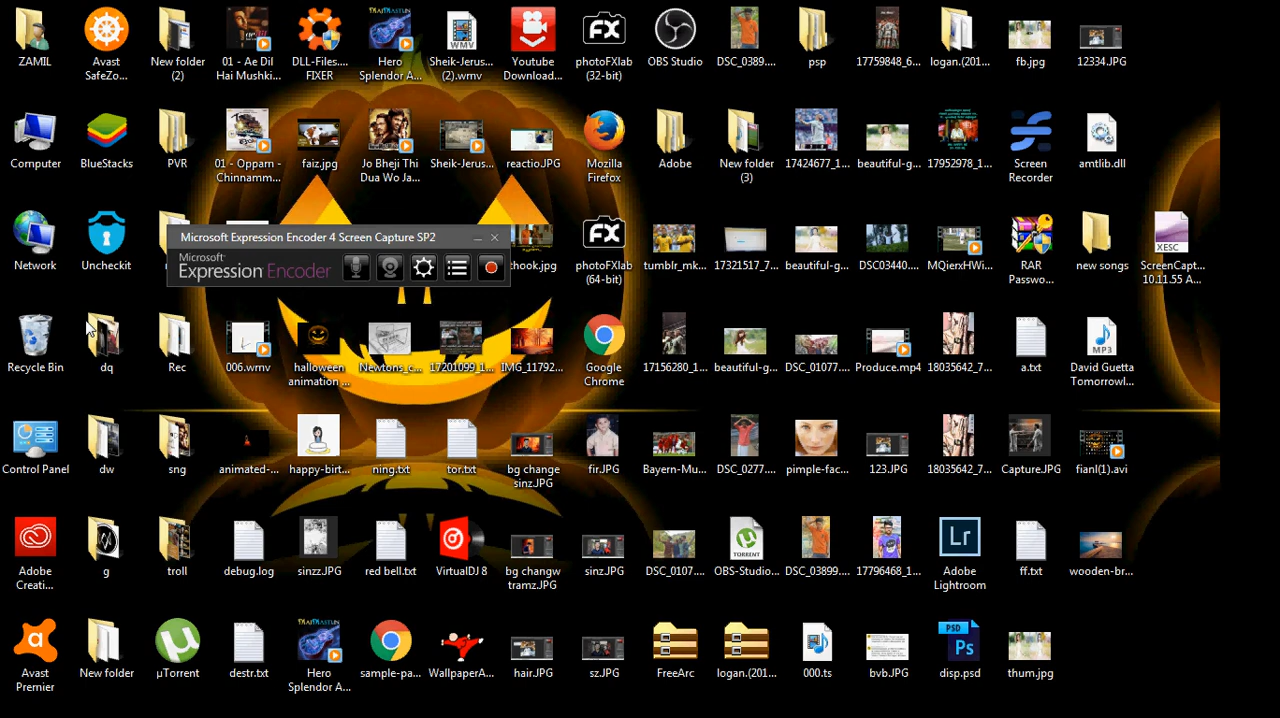 ZAMIL
Avast
SafeZo...
New folder
(2)
01 - Ae Dil
Hai Mushki...
DLL-Files....
FIXER
Hero
Splendor A...
Sheik-Jerus...
(2).wmv
Youtube
Download...
photoFXlab
(32-bit)
OBS Studio
DSC_0389....
psp
17759848_6...
logan.(201...
fb.jpg
12334.JPG
Computer
BlueStacks
PVR
01 - Oppam -
Chinnamm...
faiz.jpg
Jo Bheji Thi
Dua Wo Ja...
Sheik-Jerus...
reactio.JPG
Mozilla
Firefox
Adobe
New folder
(3)
17424677_1...
beautiful-g...
17952978_1...
Screen
Recorder
amtlib.dll
Network
Uncheckit
Microsoft Expression Encoder 4 Screen Capture SP2
Microsoft
Expression Encoder
hook.jpg
photoFXlab
(64-bit)
tumblr_mk...
17321517_7...
beautiful-g...
DSC03440....
MQierxHWi...
RAR
Passwo...
new songs
XESC
ScreenCapt...
10.11.55 A...
Recycle Bin
dq
Rec
006.wmv
halloween
animation ...
Newtons_c...
17201099_1...
IMG_11792...
Google
Chrome
17156280_1...
beautiful-g...
DSC_01077....
Produce.mp4
18035642_7...
a.txt
MP3
David Guetta
Tomorrowl...
Control Panel
dw
sng
animated-...
happy-birt...
ning.txt
tor.txt
bg change
sinz.JPG
fir.JPG
Bayern-Mu...
DSC_0277....
pimple-fac...
123.JPG
18035642_7...
Capture.JPG
fianl(1).avi
Adobe
Creati...
g
troll
debug.log
sinzz.JPG
red bell.txt
VirtualDJ 8
bg changw
tramz.JPG
sinz.JPG
DSC_0107....
TORRENT
OBS-Studio...
DSC_03899....
17796468_1...
Lr
Adobe
Lightroom
ff.txt
wooden-br...
Avast
Premier
New folder
µTorrent
destr.txt
Hero
Splendor A...
sample-pa...
WallpaperA...
hair.JPG
sz.JPG
FreeArc
logan.(201...
000.ts
bvb.JPG
PSD
Ps
disp.psd
thum.jpg